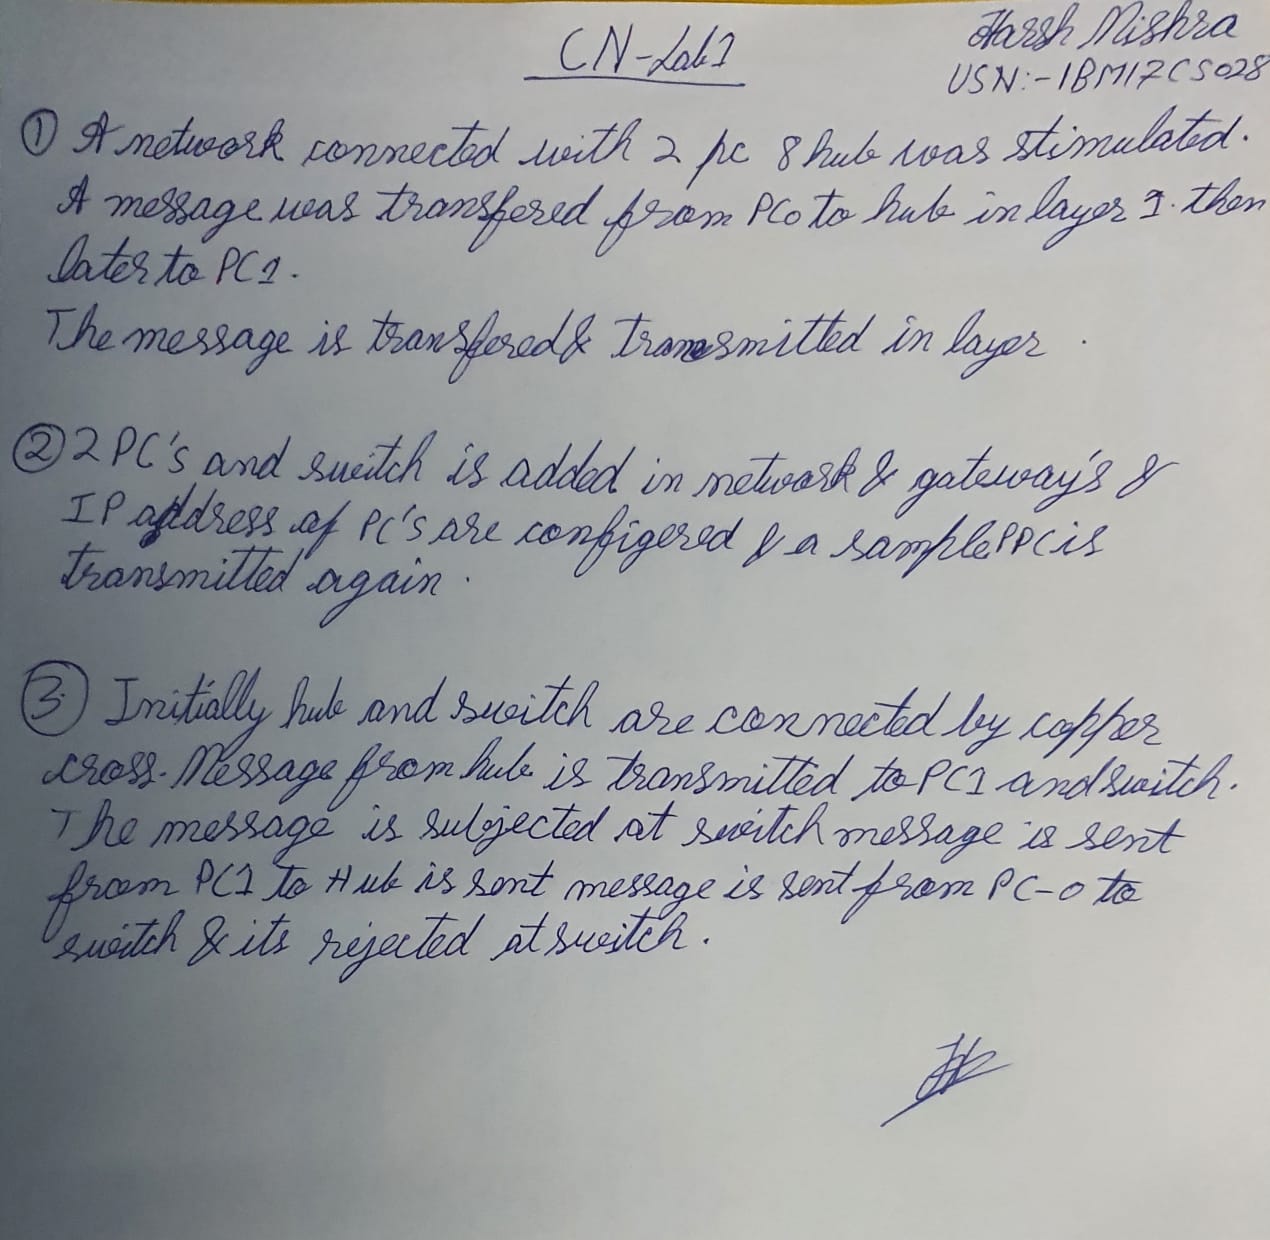 CN-Lab1
Harsh Mishra
USN:-1BM17CS028
① A network connected with 2 pc & hub was stimulated.
A message was transfered from PC0 to hub in layer 1. then
later to PC1.
The message is transfered & transmitted in layer.
② 2 PC's and switch is added in network & gateway's &
IP address of PC's are configered & a sample PPC is
transmitted again.
③ Initially hub and switch are connected by copper
cross. Message from hub is transmitted to PC1 and switch.
The message is subjected at switch message is sent
from PC1 to Hub is sent message is sent from PC-0 to
switch & its rejected at switch.